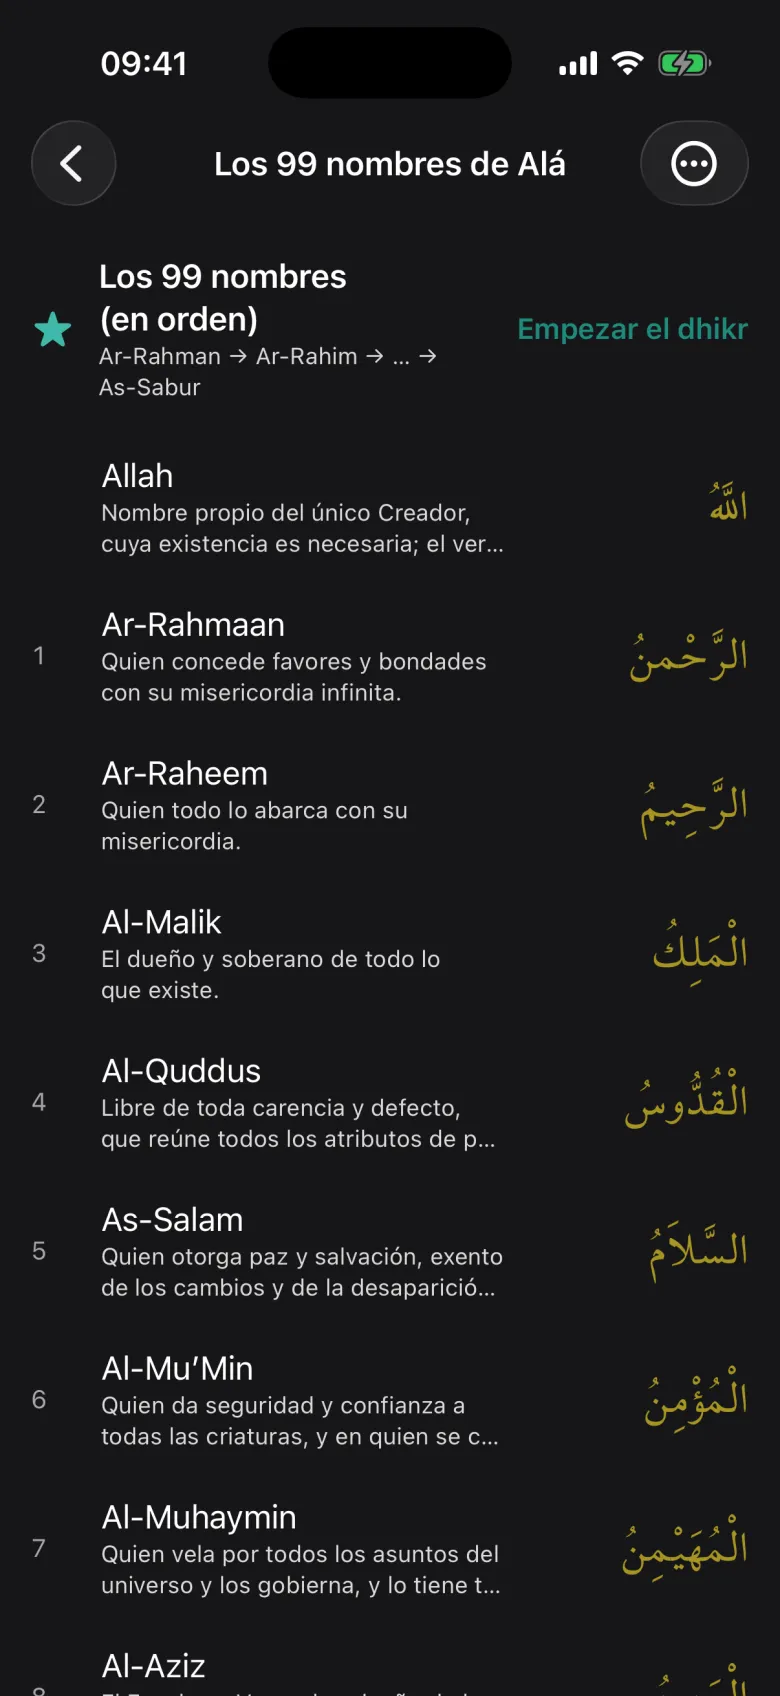 09:41
Los 99 nombres de Alá
Los 99 nombres
(en orden)
Ar-Rahman → Ar-Rahim → ... →
As-Sabur
Empezar el dhikr
Allah
Nombre propio del único Creador,
cuya existencia es necesaria; el ver...
اللَّهُ
1
Ar-Rahmaan
Quien concede favores y bondades
con su misericordia infinita.
الرَّحْمنُ
2
Ar-Raheem
Quien todo lo abarca con su
misericordia.
الرَّحِيمُ
3
Al-Malik
El dueño y soberano de todo lo
que existe.
الْمَلِكُ
4
Al-Quddus
Libre de toda carencia y defecto,
que reúne todos los atributos de p...
الْقُدُّوسُ
5
As-Salam
Quien otorga paz y salvación, exento
de los cambios y de la desaparició...
السَّلاَمُ
6
Al-Mu’Min
Quien da seguridad y confianza a
todas las criaturas, y en quien se c...
الْمُؤْمِنُ
7
Al-Muhaymin
Quien vela por todos los asuntos del
universo y los gobierna, y lo tiene t...
الْمُهَيْمِنُ
8
Al-Aziz